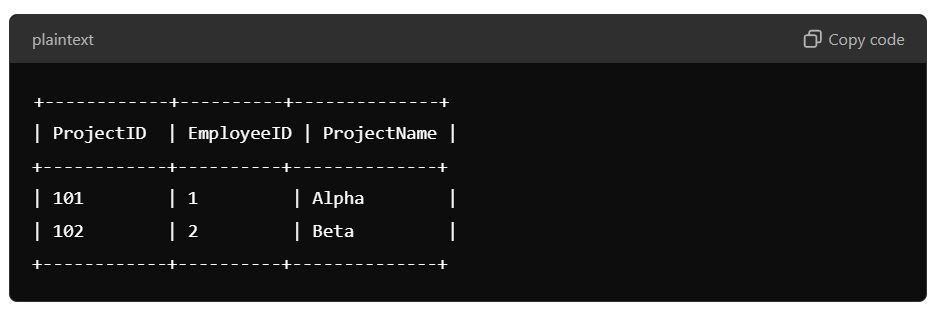 plaintext
Copy code
+------------+----------+--------------+
| ProjectID  | EmployeeID | ProjectName |
+------------+----------+--------------+
| 101        | 1         | Alpha        |
| 102        | 2         | Beta         |
+------------+----------+--------------+